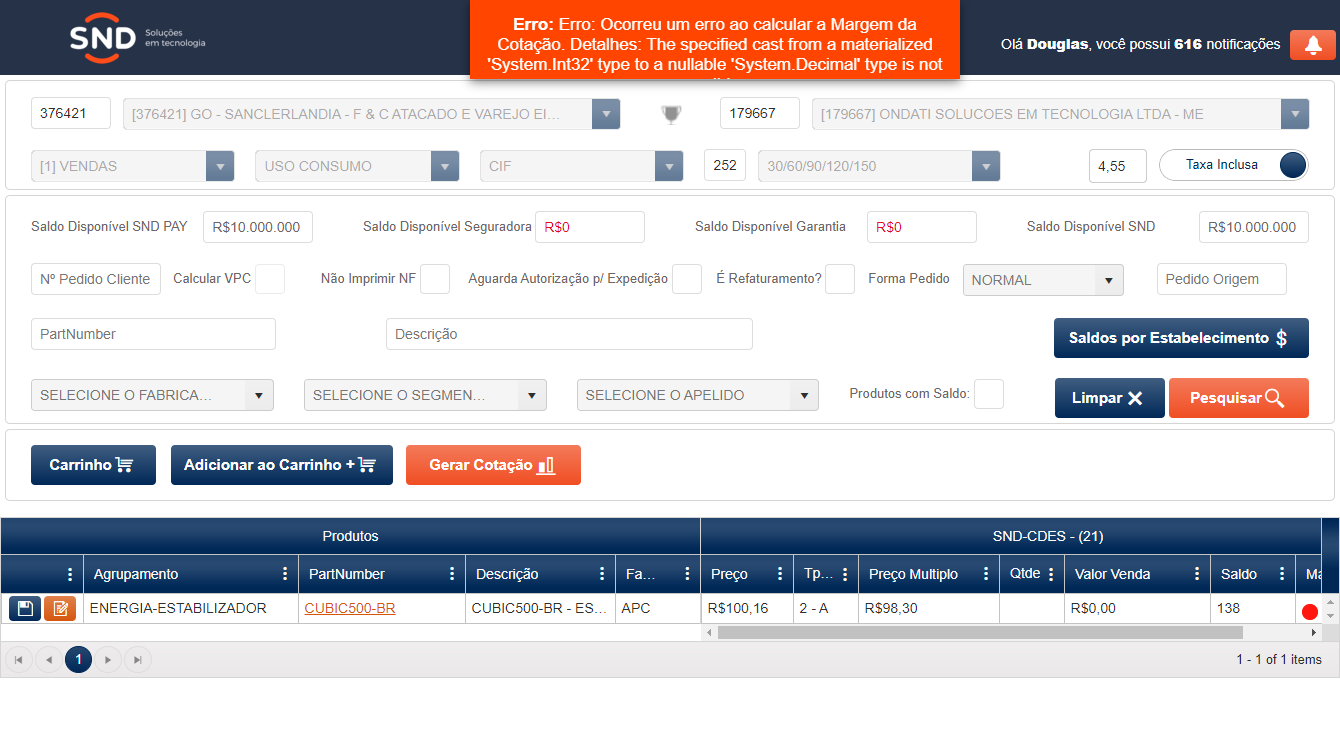 SND Soluções
em tecnologia
Erro: Erro: Ocorreu um erro ao calcular a Margem da
Cotação. Detalhes: The specified cast from a materialized
'System.Int32' type to a nullable 'System.Decimal' type is not
Olá Douglas, você possui 616 notificações
376421 [376421] GO - SANCLERLANDIA - F & C ATACADO E VAREJO EI... 179667 [179667] ONDATI SOLUCOES EM TECNOLOGIA LTDA - ME
[1] VENDAS USO CONSUMO CIF 252 30/60/90/120/150 4,55 Taxa Inclusa
Saldo Disponível SND PAY R$10.000.000 Saldo Disponível Seguradora R$0 Saldo Disponível Garantia R$0 Saldo Disponível SND R$10.000.000
Nº Pedido Cliente Calcular VPC Não Imprimir NF Aguarda Autorização p/ Expedição É Refaturamento? Forma Pedido NORMAL Pedido Origem
PartNumber Descrição Saldos por Estabelecimento $
SELECIONE O FABRICA... SELECIONE O SEGMEN... SELECIONE O APELIDO Produtos com Saldo: Limpar Pesquisar
Carrinho Adicionar ao Carrinho + Gerar Cotação
Produtos SND-CDES - (21)
Agrupamento PartNumber Descrição Fa... Preço Tp... Preço Multiplo Qtde Valor Venda Saldo Ma
ENERGIA-ESTABILIZADOR CUBIC500-BR CUBIC500-BR - ES... APC R$100,16 2 - A R$98,30 R$0,00 138
1 1 - 1 of 1 items